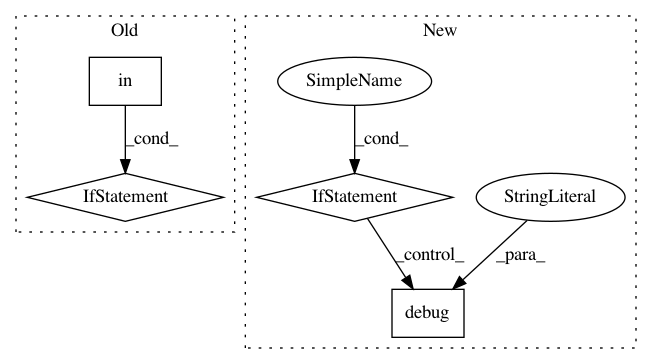 Old
New
in
SimpleName
_cond_
_cond_
IfStatement
IfStatement
StringLiteral
_control_
_para_
debug